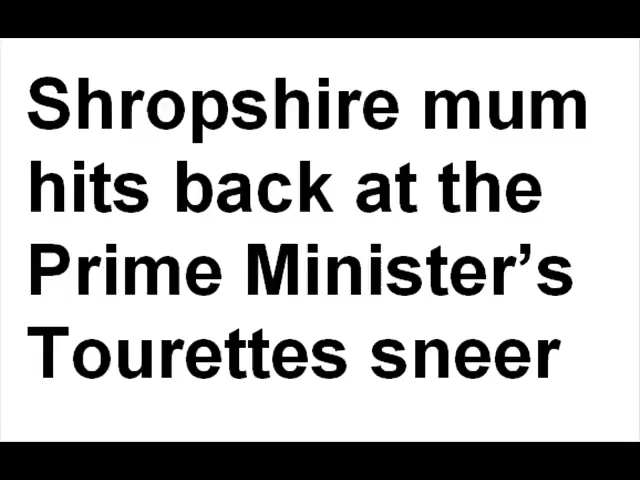 Shropshire mum
hits back at the
Prime Minister’s
Tourettes sneer